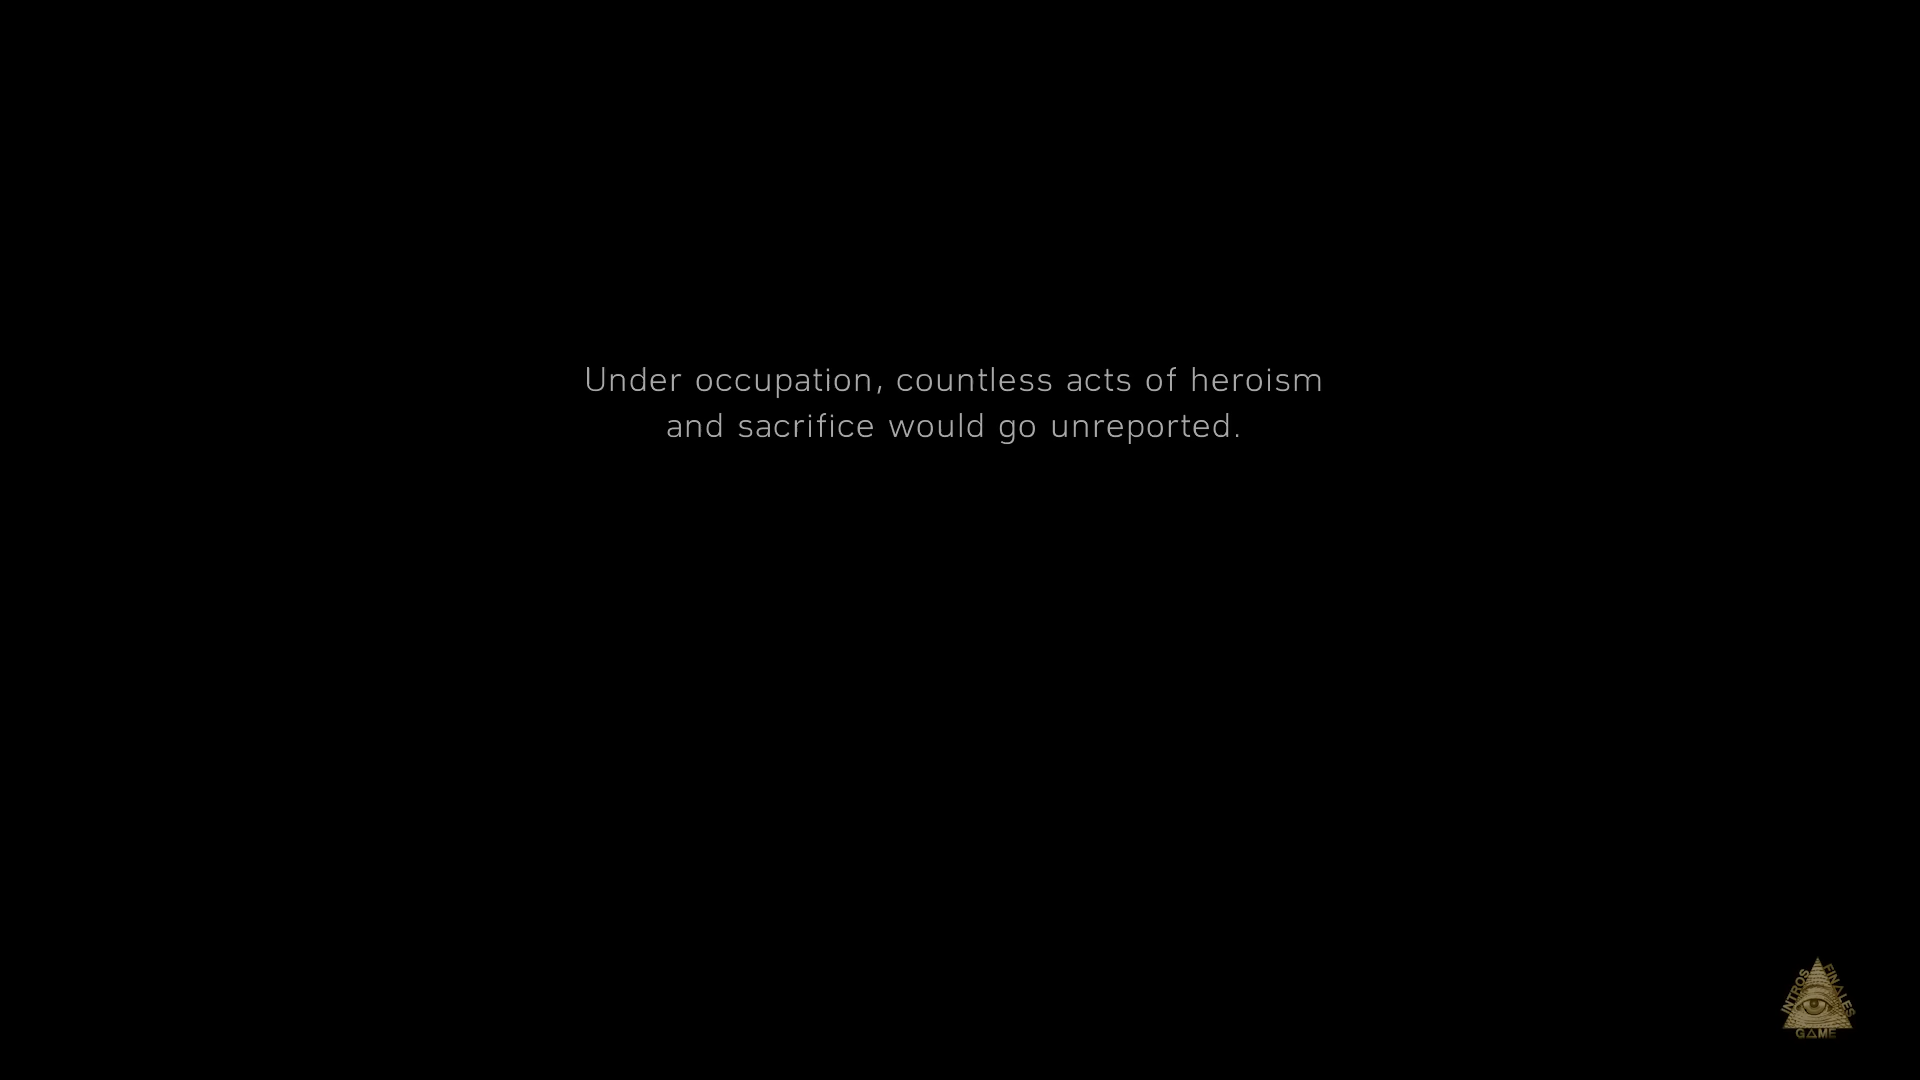 Under occupation, countless acts of heroism
and sacrifice would go unreported.
INTROS
FINALES
GAME